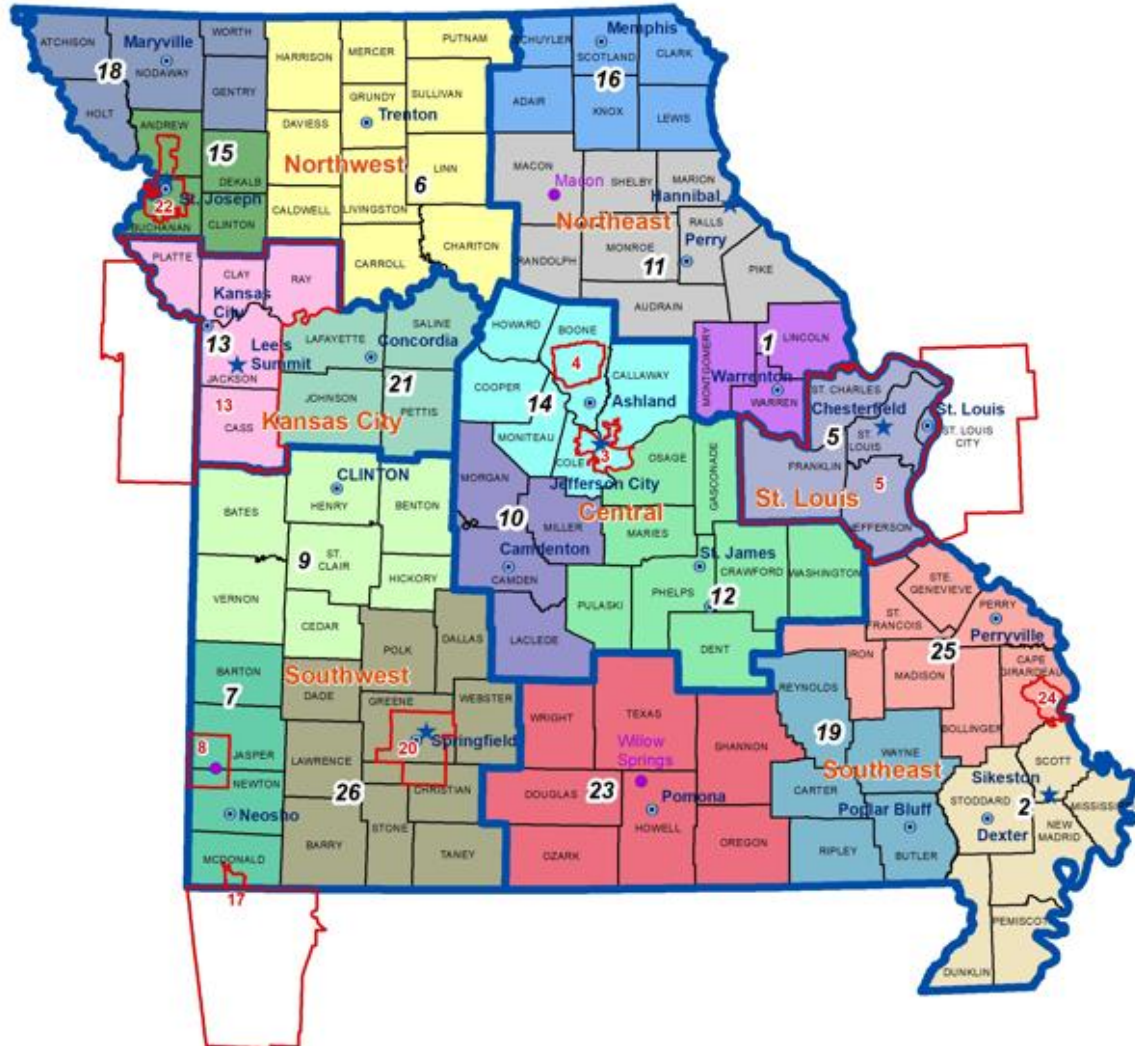 ATCHISON
Maryville
WORTH
18
NODAWAY
HOLT
GENTRY
ANDREW
15
DEKALB
St. Joseph
22
BUCHANAN
CLINTON
HARRISON
MERCER
PUTNAM
GRUNDY
SULLIVAN
Trenton
DAVIESS
Northwest
6
LINN
CALDWELL
LIVINGSTON
CARROLL
CHARITON
SCHUYLER
Memphis
SCOTLAND
CLARK
16
ADAIR
KNOX
LEWIS
MACON
Macon
SHELBY
MARION
Hannibal
Northeast
RALLS
MONROE
Perry
RANDOLPH
11
PIKE
AUDRAIN
PLATTE
CLAY
RAY
Kansas
City
13
Lee's
Summit
JACKSON
13
CASS
LAFAYETTE
SALINE
Concordia
JOHNSON
21
PETTIS
Kansas City
HOWARD
BOONE
4
CALLAWAY
COOPER
14
Ashland
MONITEAU
COLE
3
Jefferson City
OSAGE
GASCONADE
MONTGOMERY
1
LINCOLN
Warrenton
WARREN
ST. CHARLES
Chesterfield
St. Louis
ST. LOUIS
CITY
5
ST.
LOUIS
FRANKLIN
5
St. Louis
JEFFERSON
CLINTON
HENRY
BATES
BENTON
9
ST.
CLAIR
HICKORY
VERNON
CEDAR
MORGAN
10
MILLER
Central
Camdenton
CAMDEN
MARIES
LACLEDE
PULASKI
St. James
PHELPS
CRAWFORD
WASHINGTON
12
DENT
BARTON
7
Southwest
POLK
DALLAS
DADE
GREENE
WEBSTER
8
JASPER
20
Springfield
LAWRENCE
NEWTON
Neosho
26
CHRISTIAN
STONE
BARRY
TANEY
MCDONALD
17
WRIGHT
TEXAS
SHANNON
Willow
Springs
DOUGLAS
23
Pomona
HOWELL
OZARK
OREGON
STE.
GENEVIEVE
ST.
FRANCOIS
PERRY
Perryville
IRON
25
MADISON
CAPE
GIRARDEAU
24
BOLLINGER
REYNOLDS
19
WAYNE
Southeast
CARTER
Poplar Bluff
RIPLEY
BUTLER
SCOTT
Sikeston
STODDARD
2
MISSISSIPPI
Dexter
NEW
MADRID
PEMISCOT
DUNKLIN